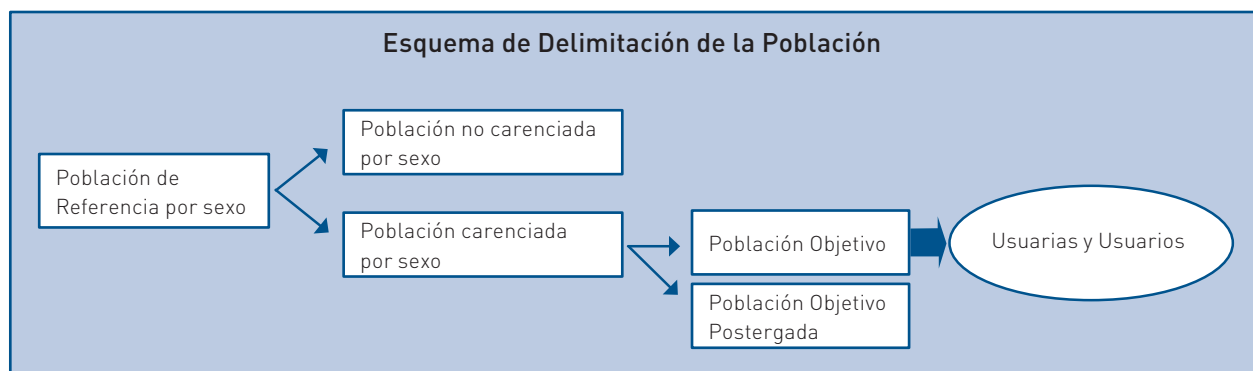 Esquema de Delimitación de la Población
Población no carenciada
por sexo
Población de
Referencia por sexo
Población carenciada
por sexo
Población Objetivo
Usuarias y Usuarios
Población Objetivo
Postergada